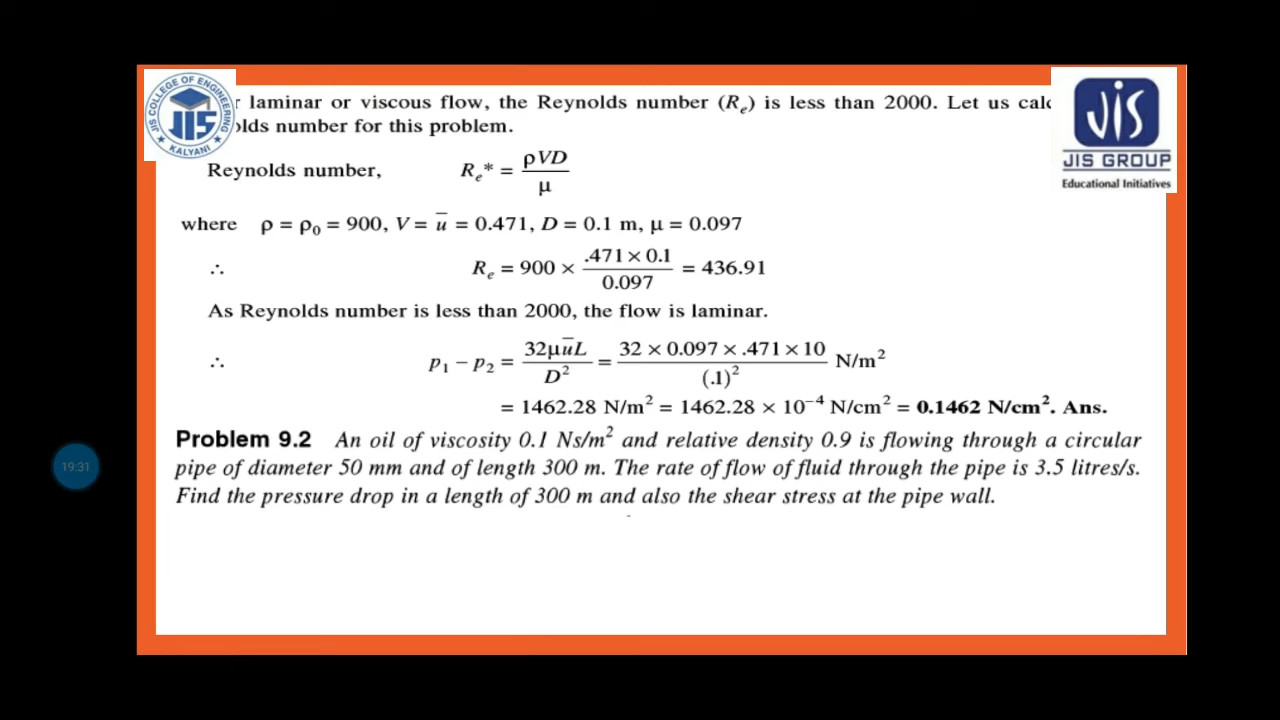 JIS COLLEGE OF ENGINEERING
JIS
KALYANI
JIS
JIS GROUP
Educational Initiatives
r laminar or viscous flow, the Reynolds number (Rₑ) is less than 2000. Let us calc
olds number for this problem.
Reynolds number, Rₑ* = ρVD / μ
where ρ = ρ₀ = 900, V = ū = 0.471, D = 0.1 m, μ = 0.097
∴ Rₑ = 900 × .471 × 0.1 / 0.097 = 436.91
As Reynolds number is less than 2000, the flow is laminar.
∴ p₁ − p₂ = 32μūL / D² = 32 × 0.097 × .471 × 10 / (.1)² N/m²
= 1462.28 N/m² = 1462.28 × 10⁻⁴ N/cm² = 0.1462 N/cm². Ans.
Problem 9.2 An oil of viscosity 0.1 Ns/m² and relative density 0.9 is flowing through a circular
pipe of diameter 50 mm and of length 300 m. The rate of flow of fluid through the pipe is 3.5 litres/s.
Find the pressure drop in a length of 300 m and also the shear stress at the pipe wall.
19:31